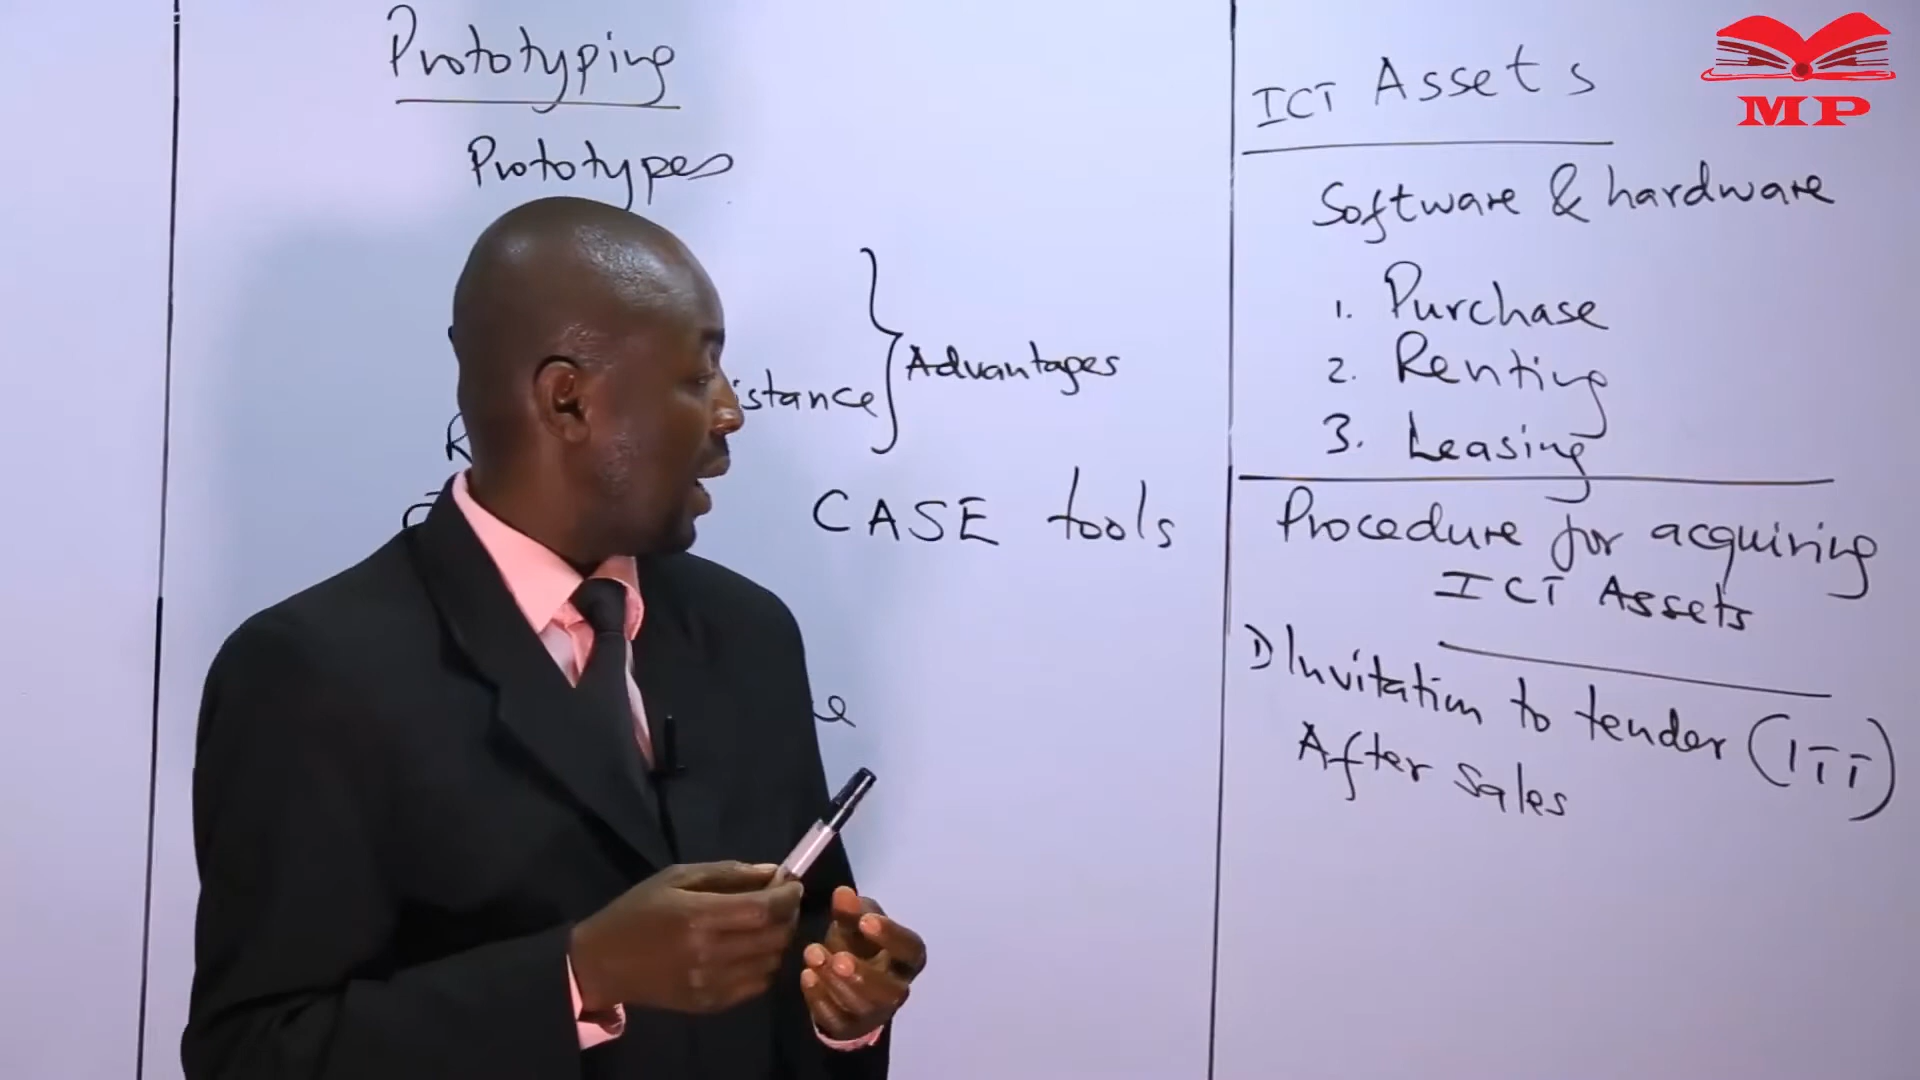 Prototyping
Prototypes
istance
Advantages
CASE tools
ICT Assets
Software & hardware
1. Purchase
2. Renting
3. Leasing
Procedure for acquiring
ICT Assets
1) Invitation to tender (ITT)
After sales
MP